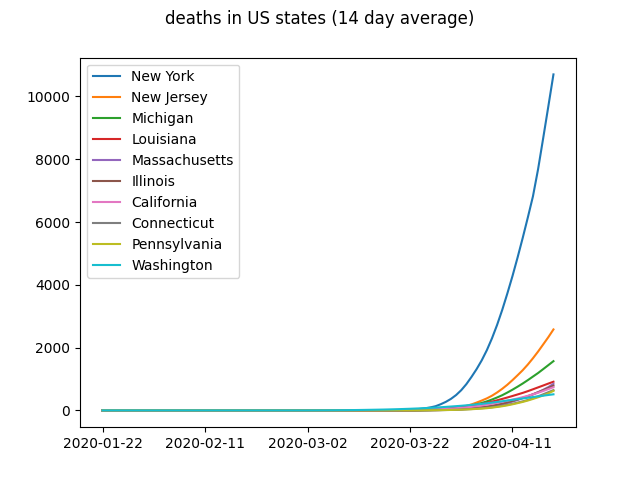 deaths in US states (14 day average)
New York
New Jersey
Michigan
Louisiana
Massachusetts
Illinois
California
Connecticut
Pennsylvania
Washington
10000
8000
6000
4000
2000
0
2020-01-22 2020-02-11 2020-03-02 2020-03-22 2020-04-11